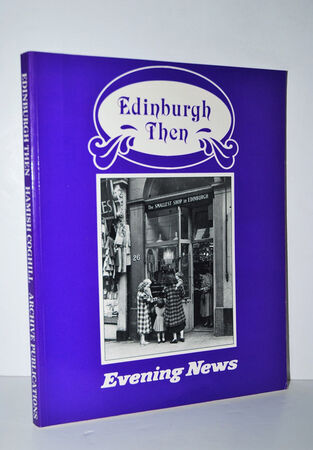 EDINBURGH THEN HAMISH COGHILL ARCHIVE PUBLICATIONS
Edinburgh
Then
The SMALLEST SHOP in EDINBURGH
26
Evening News